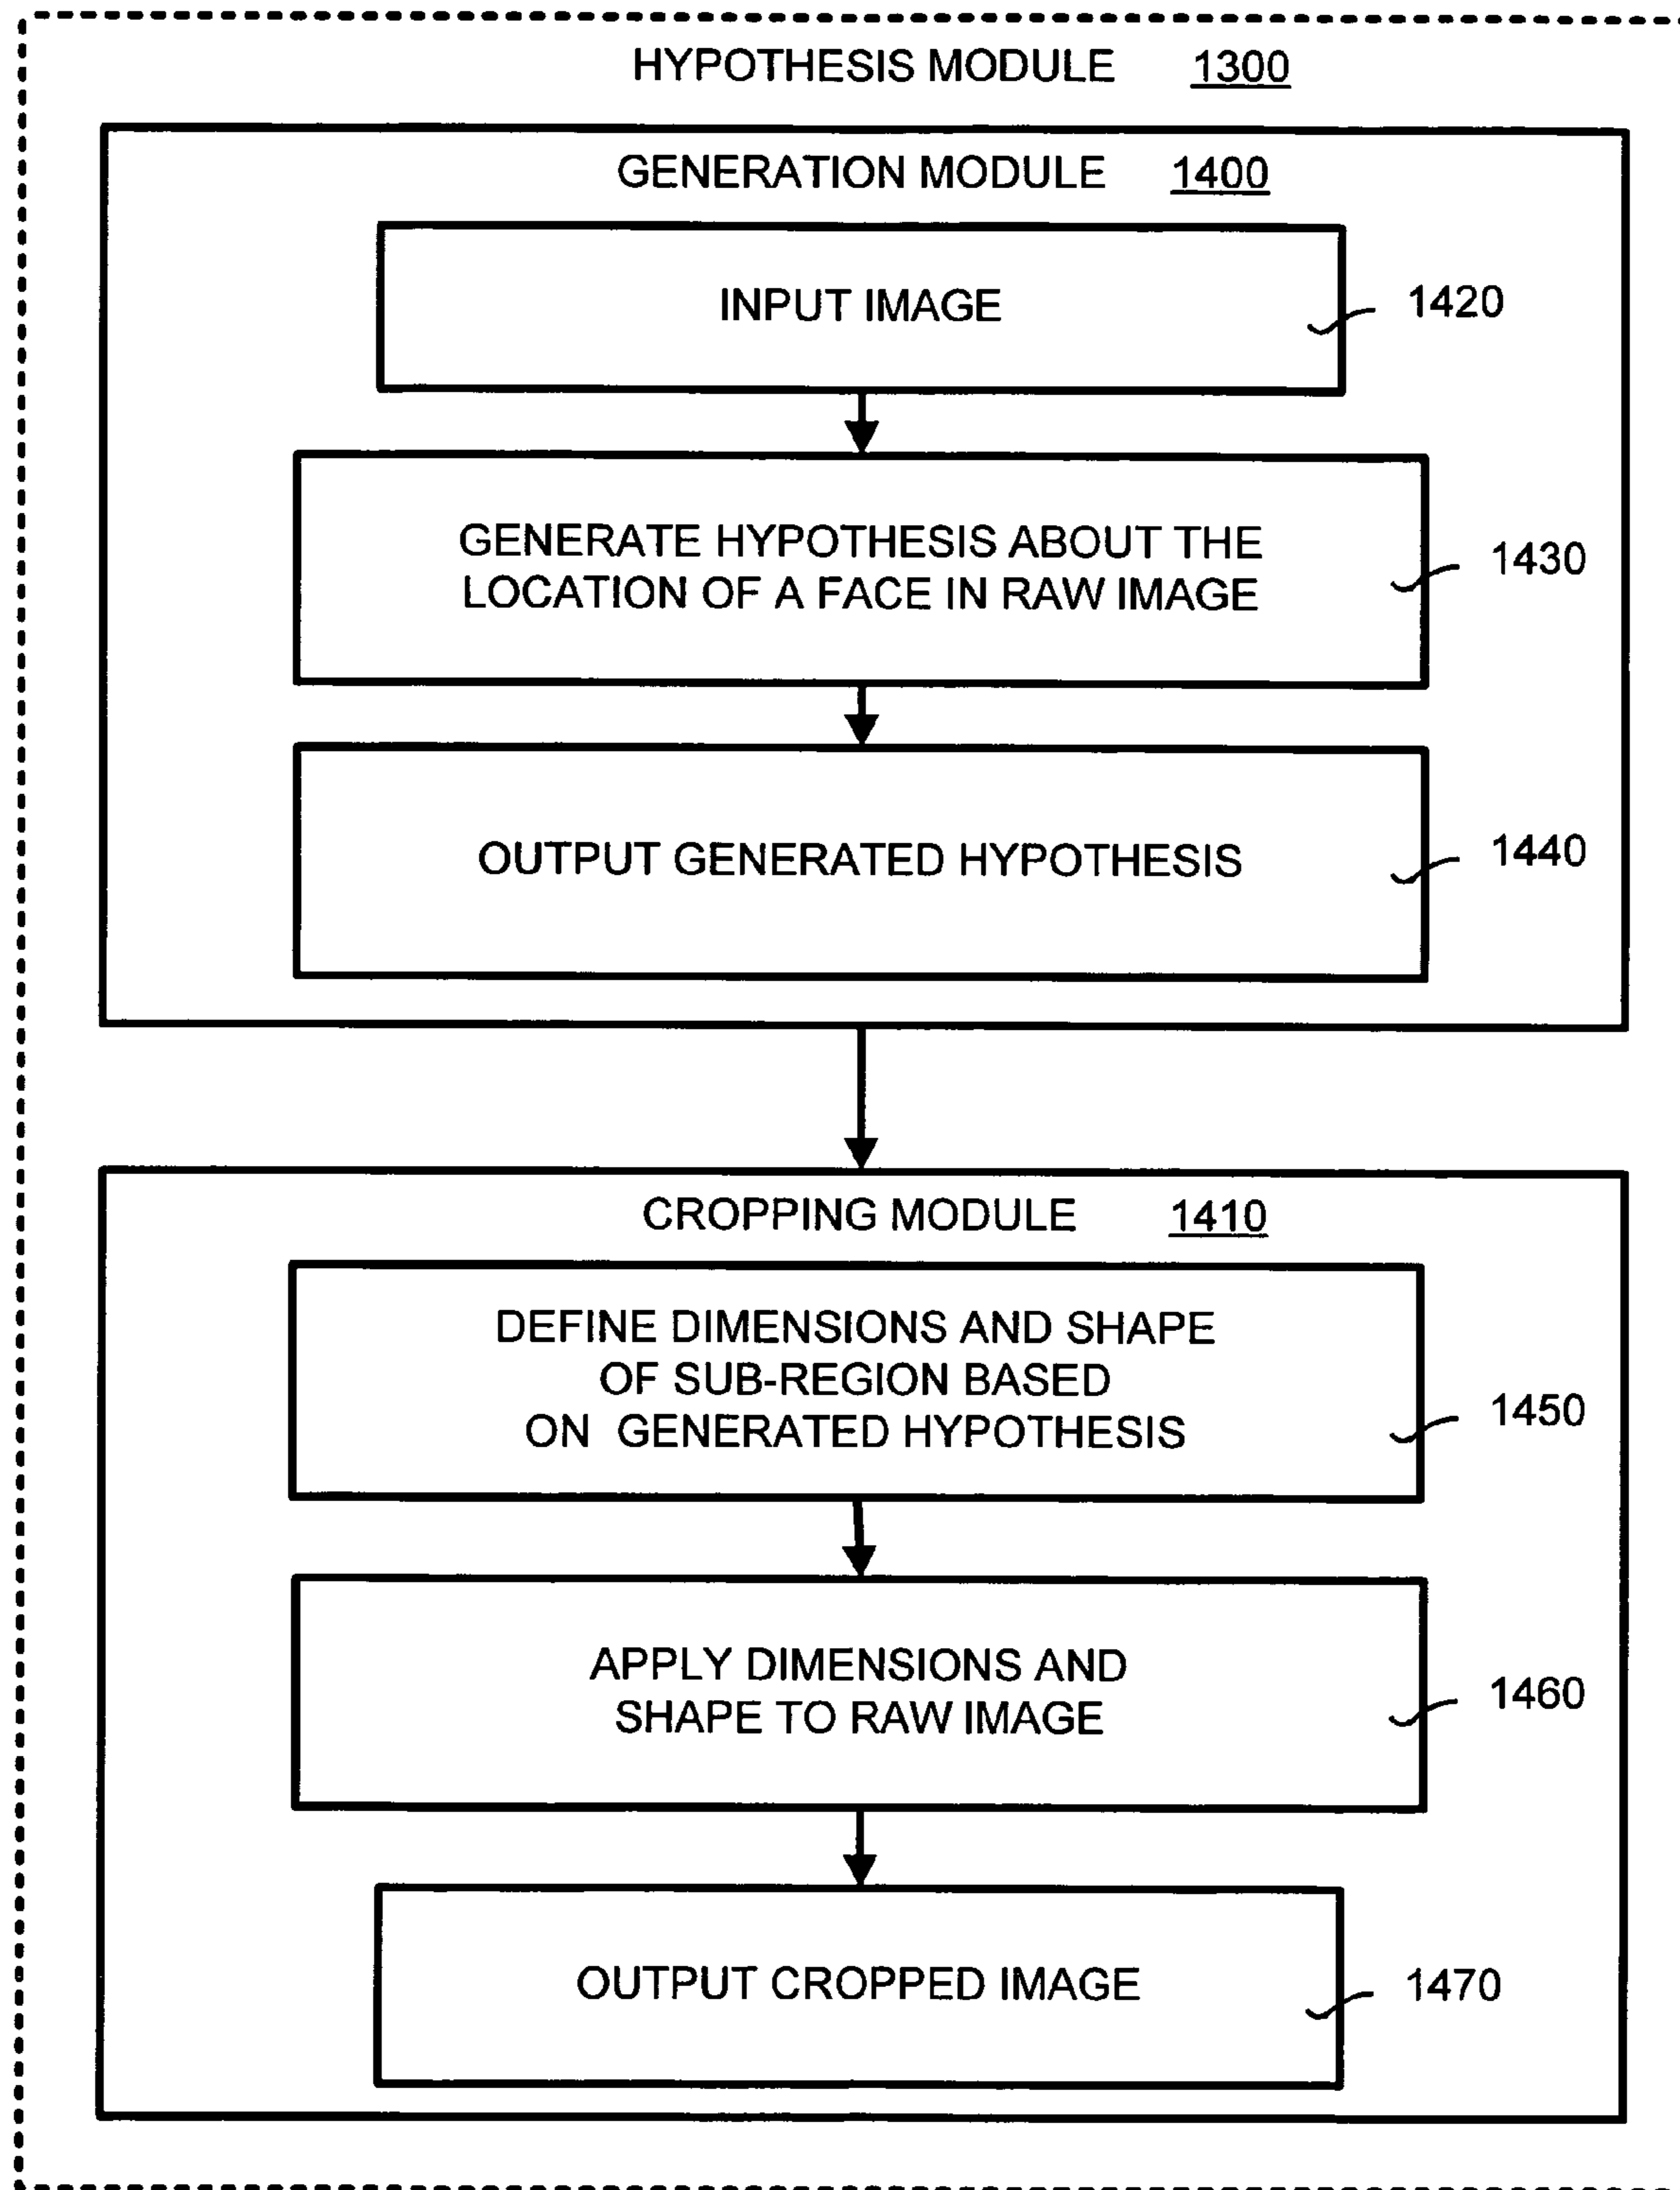 HYPOTHESIS MODULE 1300
GENERATION MODULE 1400
INPUT IMAGE
1420
GENERATE HYPOTHESIS ABOUT THE
LOCATION OF A FACE IN RAW IMAGE
1430
OUTPUT GENERATED HYPOTHESIS
1440
CROPPING MODULE 1410
DEFINE DIMENSIONS AND SHAPE
OF SUB-REGION BASED
ON GENERATED HYPOTHESIS
1450
APPLY DIMENSIONS AND
SHAPE TO RAW IMAGE
1460
OUTPUT CROPPED IMAGE
1470